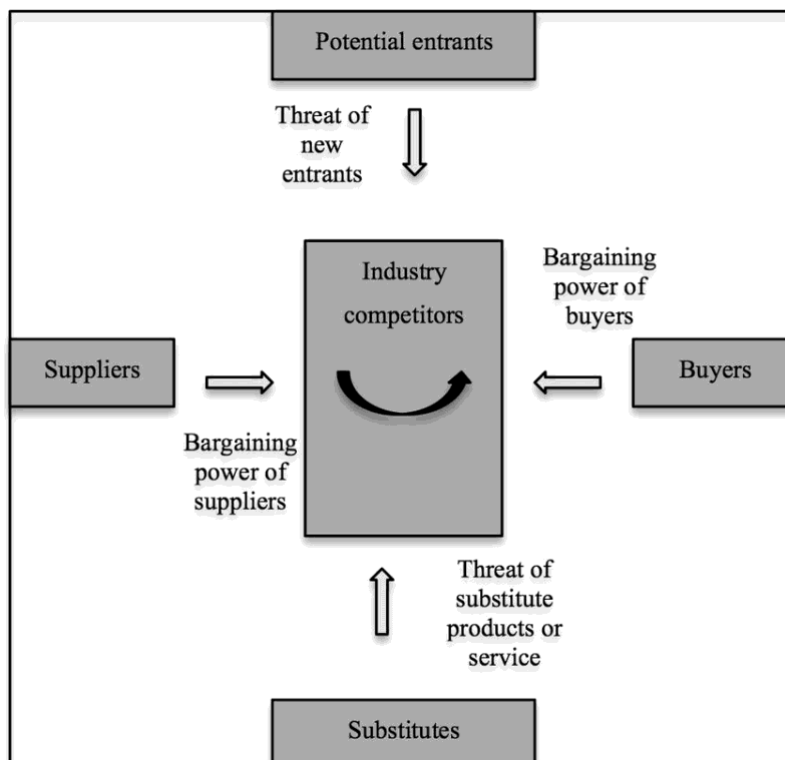 Potential entrants
Threat of
new
entrants
Industry
competitors
Bargaining
power of
buyers
Suppliers
Buyers
Bargaining
power of
suppliers
Threat of
substitute
products or
service
Substitutes